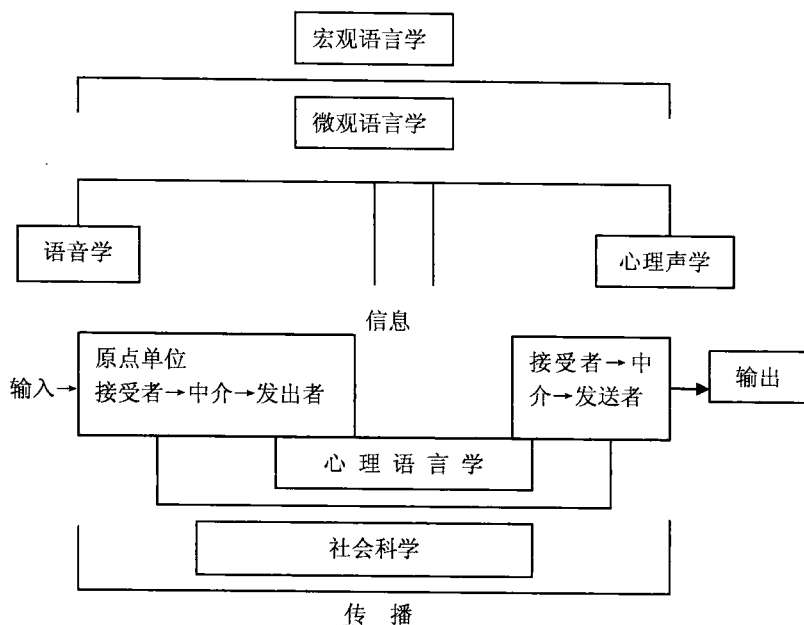 宏观语言学
微观语言学
语音学
心理声学
信息
输入→
原点单位
接受者→中介→发出者
接受者→中
介→发送者
输出
心理语言学
社会科学
传 播